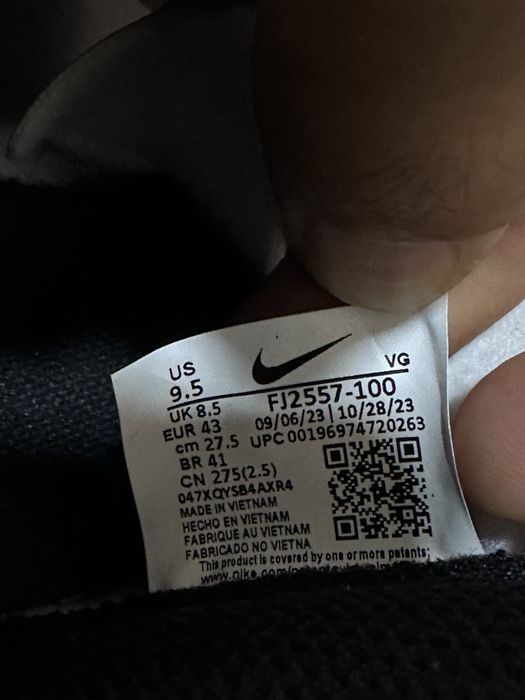 US
VG
9.5
FJ2557-100
UK 8.5
09/06/23 | 10/28/23
EUR 43
UPC 00196974720263
cm 27.5
BR 41
CN 275(2.5)
047XQYSB4AXR4
MADE IN VIETNAM
HECHO EN VIETNAM
FABRIQUE AU VIETNAM
FABRICADO NO VIETNA
This product is covered by one or more patents: